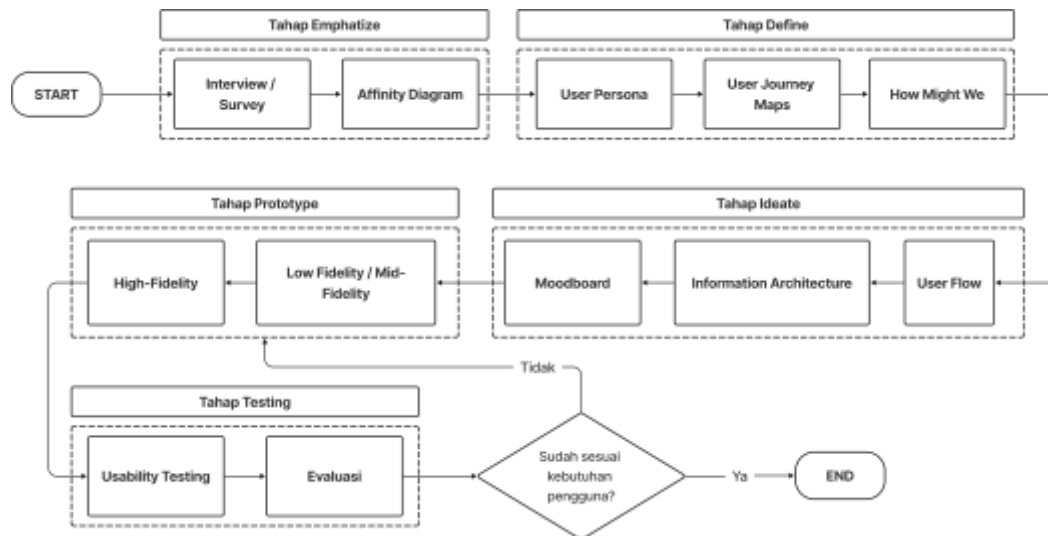 Tahap Emphatize
Tahap Define
START
Interview /
Survey
Affinity Diagram
User Persona
User Journey
Maps
How Might We
Tahap Prototype
Tahap Ideate
High-Fidelity
Low Fidelity / Mid-
Fidelity
Moodboard
Information Architecture
User Flow
Tidak
Tahap Testing
Usability Testing
Evaluasi
Sudah sesuai
kebutuhan
pengguna?
Ya
END